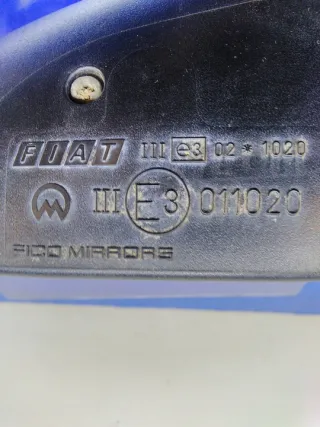 FIAT III e3 02 * 1020
III E3 011020
FICO MIRRORS